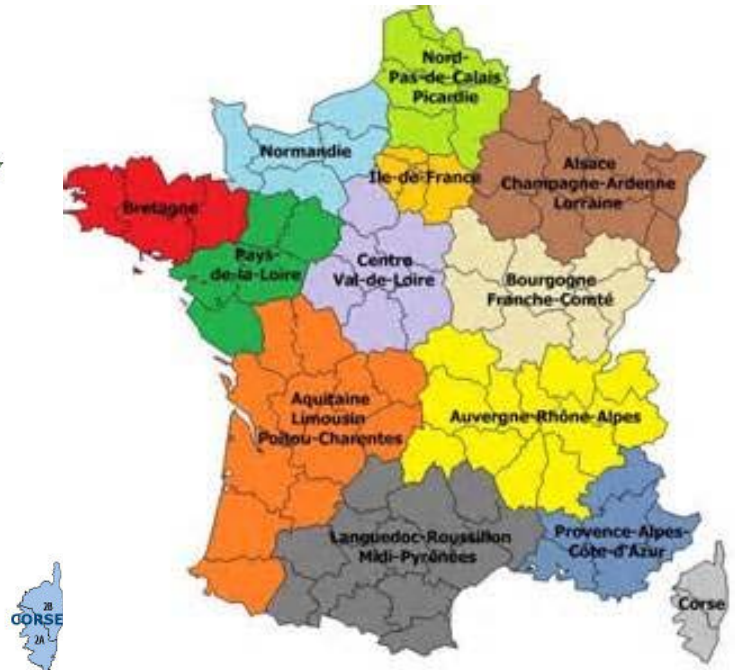 Nord-
Pas-de-Calais
Picardie
Normandie
Ile-de-France
Alsace
Champagne-Ardenne
Lorraine
Bretagne
Pays-
de-la-Loire
Centre
Val-de-Loire
Bourgogne
Franche-Comté
Aquitaine
Limousin
Poitou-Charentes
Auvergne-Rhône-Alpes
Languedoc-Roussillon
Midi-Pyrénées
Provence-Alpes-
Côte-d'Azur
Corse
2B
CORSE
2A